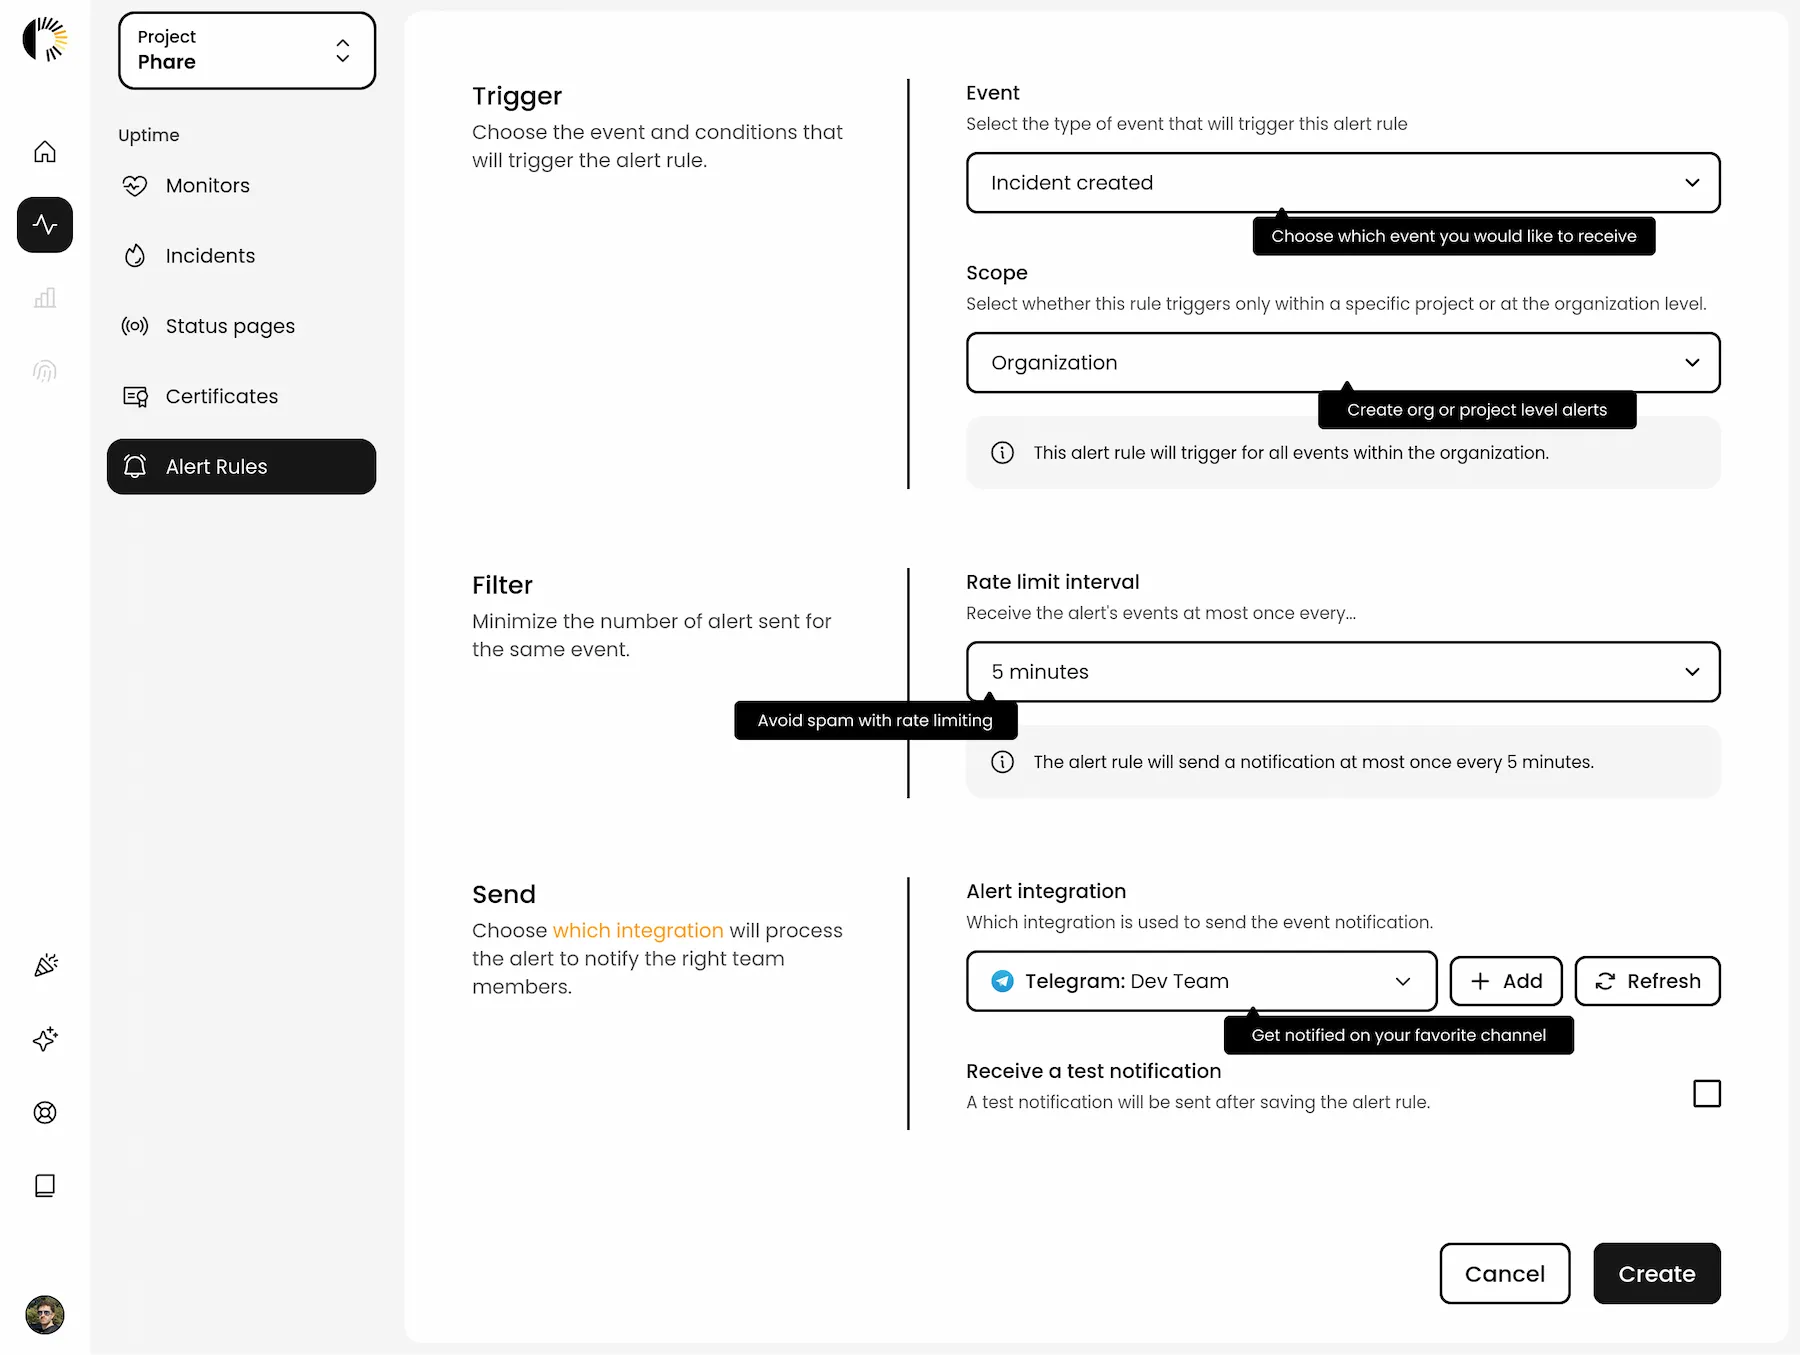 Project
Phare
Uptime
Monitors
Incidents
Status pages
Certificates
Alert Rules
Trigger
Choose the event and conditions that
will trigger the alert rule.
Event
Select the type of event that will trigger this alert rule
Incident created
Choose which event you would like to receive
Scope
Select whether this rule triggers only within a specific project or at the organization level.
Organization
Create org or project level alerts
This alert rule will trigger for all events within the organization.
Filter
Minimize the number of alert sent for
the same event.
Rate limit interval
Receive the alert's events at most once every...
5 minutes
Avoid spam with rate limiting
The alert rule will send a notification at most once every 5 minutes.
Send
Choose which integration will process
the alert to notify the right team
members.
Alert integration
Which integration is used to send the event notification.
Telegram: Dev Team
Add
Refresh
Get notified on your favorite channel
Receive a test notification
A test notification will be sent after saving the alert rule.
Cancel
Create